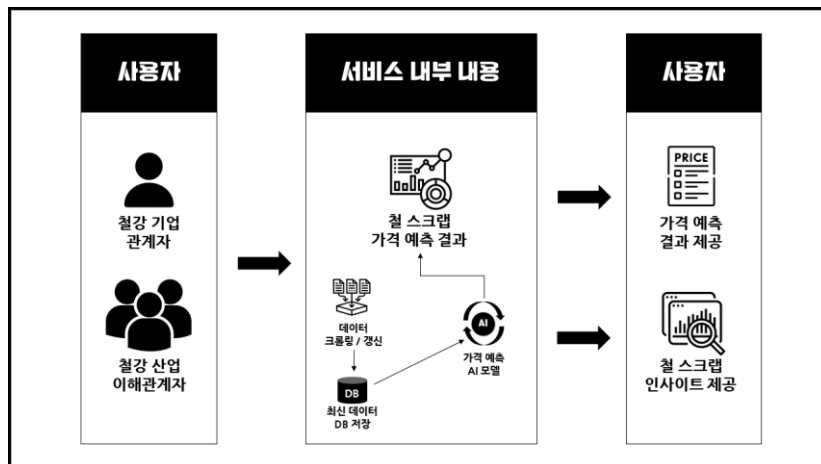 사용자
철강 기업
관계자
철강 산업
이해관계자
서비스 내부 내용
철 스크랩
가격 예측 결과
데이터
크롤링 / 갱신
DB
최신 데이터
DB 저장
AI
가격 예측
AI 모델
사용자
PRICE
가격 예측
결과 제공
철 스크랩
인사이트 제공